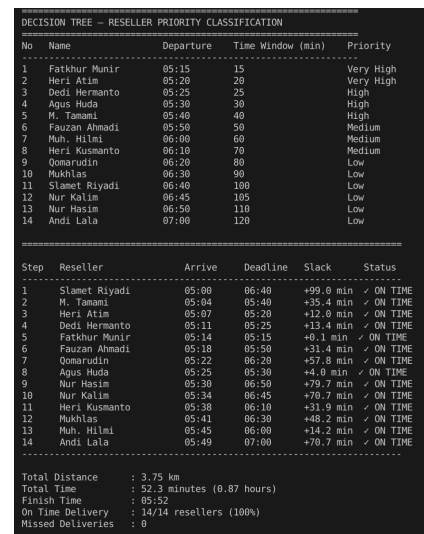 ================================================================
DECISION TREE — RESELLER PRIORITY CLASSIFICATION
================================================================
No Name Departure Time Window (min) Priority
----------------------------------------------------------------
1 Fatkhur Munir 05:15 15 Very High
2 Heri Atim 05:20 20 Very High
3 Dedi Hermanto 05:25 25 High
4 Agus Huda 05:30 30 High
5 M. Tamami 05:40 40 High
6 Fauzan Ahmadi 05:50 50 Medium
7 Muh. Hilmi 06:00 60 Medium
8 Heri Kusmanto 06:10 70 Medium
9 Qomarudin 06:20 80 Low
10 Mukhlas 06:30 90 Low
11 Slamet Riyadi 06:40 100 Low
12 Nur Kalim 06:45 105 Low
13 Nur Hasim 06:50 110 Low
14 Andi Lala 07:00 120 Low
========================================================================
Step Reseller Arrive Deadline Slack Status
------------------------------------------------------------------------
1 Slamet Riyadi 05:00 06:40 +99.0 min ✓ ON TIME
2 M. Tamami 05:04 05:40 +35.4 min ✓ ON TIME
3 Heri Atim 05:07 05:20 +12.0 min ✓ ON TIME
4 Dedi Hermanto 05:11 05:25 +13.4 min ✓ ON TIME
5 Fatkhur Munir 05:14 05:15 +0.1 min ✓ ON TIME
6 Fauzan Ahmadi 05:18 05:50 +31.4 min ✓ ON TIME
7 Qomarudin 05:22 06:20 +57.8 min ✓ ON TIME
8 Agus Huda 05:25 05:30 +4.0 min ✓ ON TIME
9 Nur Hasim 05:30 06:50 +79.7 min ✓ ON TIME
10 Nur Kalim 05:34 06:45 +70.7 min ✓ ON TIME
11 Heri Kusmanto 05:38 06:10 +31.9 min ✓ ON TIME
12 Mukhlas 05:41 06:30 +48.2 min ✓ ON TIME
13 Muh. Hilmi 05:45 06:00 +14.2 min ✓ ON TIME
14 Andi Lala 05:49 07:00 +70.7 min ✓ ON TIME
------------------------------------------------------------------------
Total Distance : 3.75 km
Total Time : 52.3 minutes (0.87 hours)
Finish Time : 05:52
On Time Delivery : 14/14 resellers (100%)
Missed Deliveries : 0